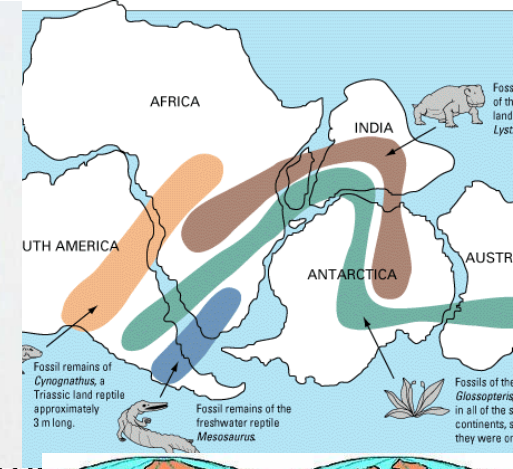 AFRICA
INDIA
UTH AMERICA
ANTARCTICA
AUSTR
Foss
of th
land
Lyst
Fossil remains of
Cynognathus, a
Triassic land reptile
approximately
3 m long.
Fossil remains of the
freshwater reptile
Mesosaurus.
Fossils of the
Glossopteris,
in all of the s
continents, s
they were on